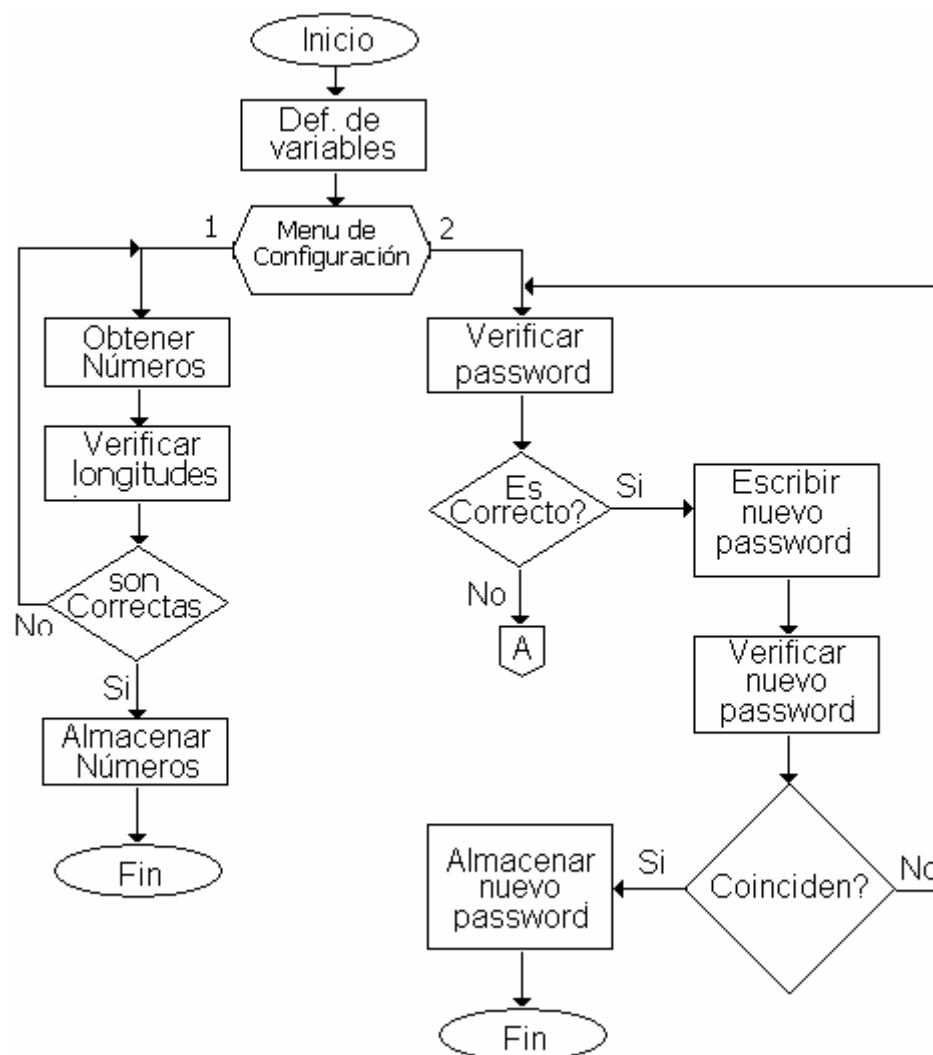 Inicio
Def. de
variables
1
Menu de
Configuración
2
Obtener
Números
Verificar
longitudes
son
Correctas
No
Si
Almacenar
Números
Fin
Verificar
password
Es
Correcto?
Si
No
A
Escribir
nuevo
password
Verificar
nuevo
password
Coinciden?
No
Si
Almacenar
nuevo
password
Fin